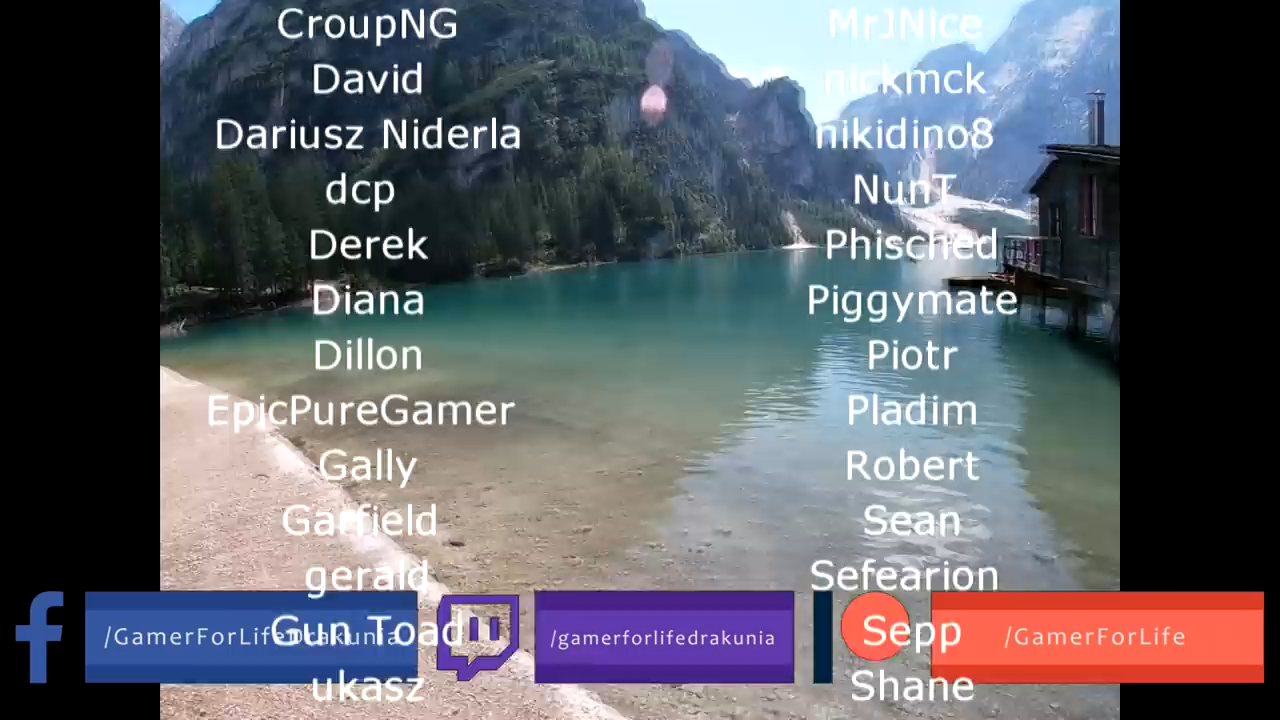 CroupNG
David
Dariusz Niderla
dcp
Derek
Diana
Dillon
EpicPureGamer
Gally
Garfield
gerald
Gun Toad
ukasz
MrJNice
nickmck
nikidino8
NunT
Phisched
Piggymate
Piotr
Pladim
Robert
Sean
Sefearion
Sepp
Shane
/GamerForLifeDrakunia
/gamerforlifedrakunia
/GamerForLife